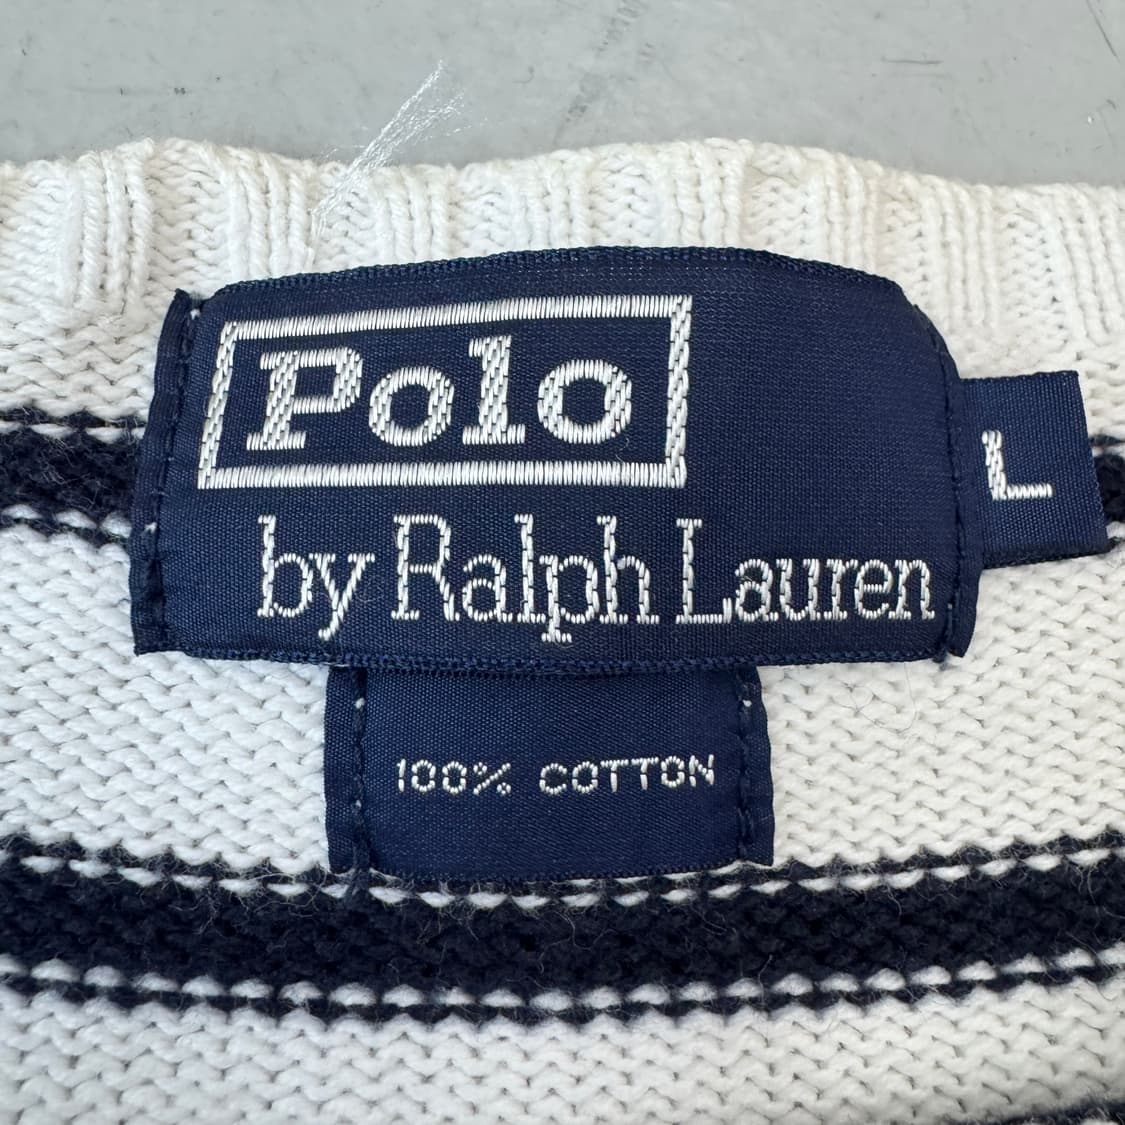 Polo
by Ralph Lauren
L
100% COTTON